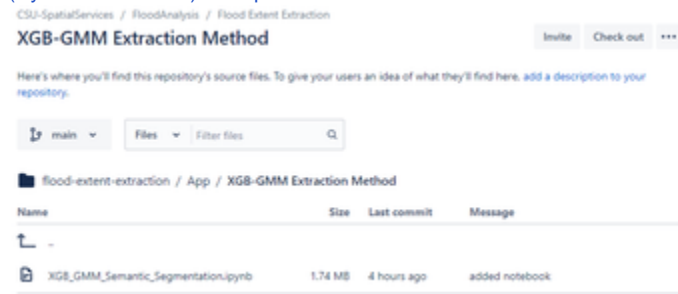 CSU-SpatialServices / FloodAnalysis / Flood Extent Extraction
XGB-GMM Extraction Method
Invite Check out •••
Here's where you'll find this repository's source files. To give your users an idea of what they'll find here, add a description to your
repository.
main Files Filter files
flood-extent-extraction / App / XGB-GMM Extraction Method
Name Size Last commit Message
..
XGB_GMM_Semantic_Segmentation.ipynb 1.74 MB 4 hours ago added notebook